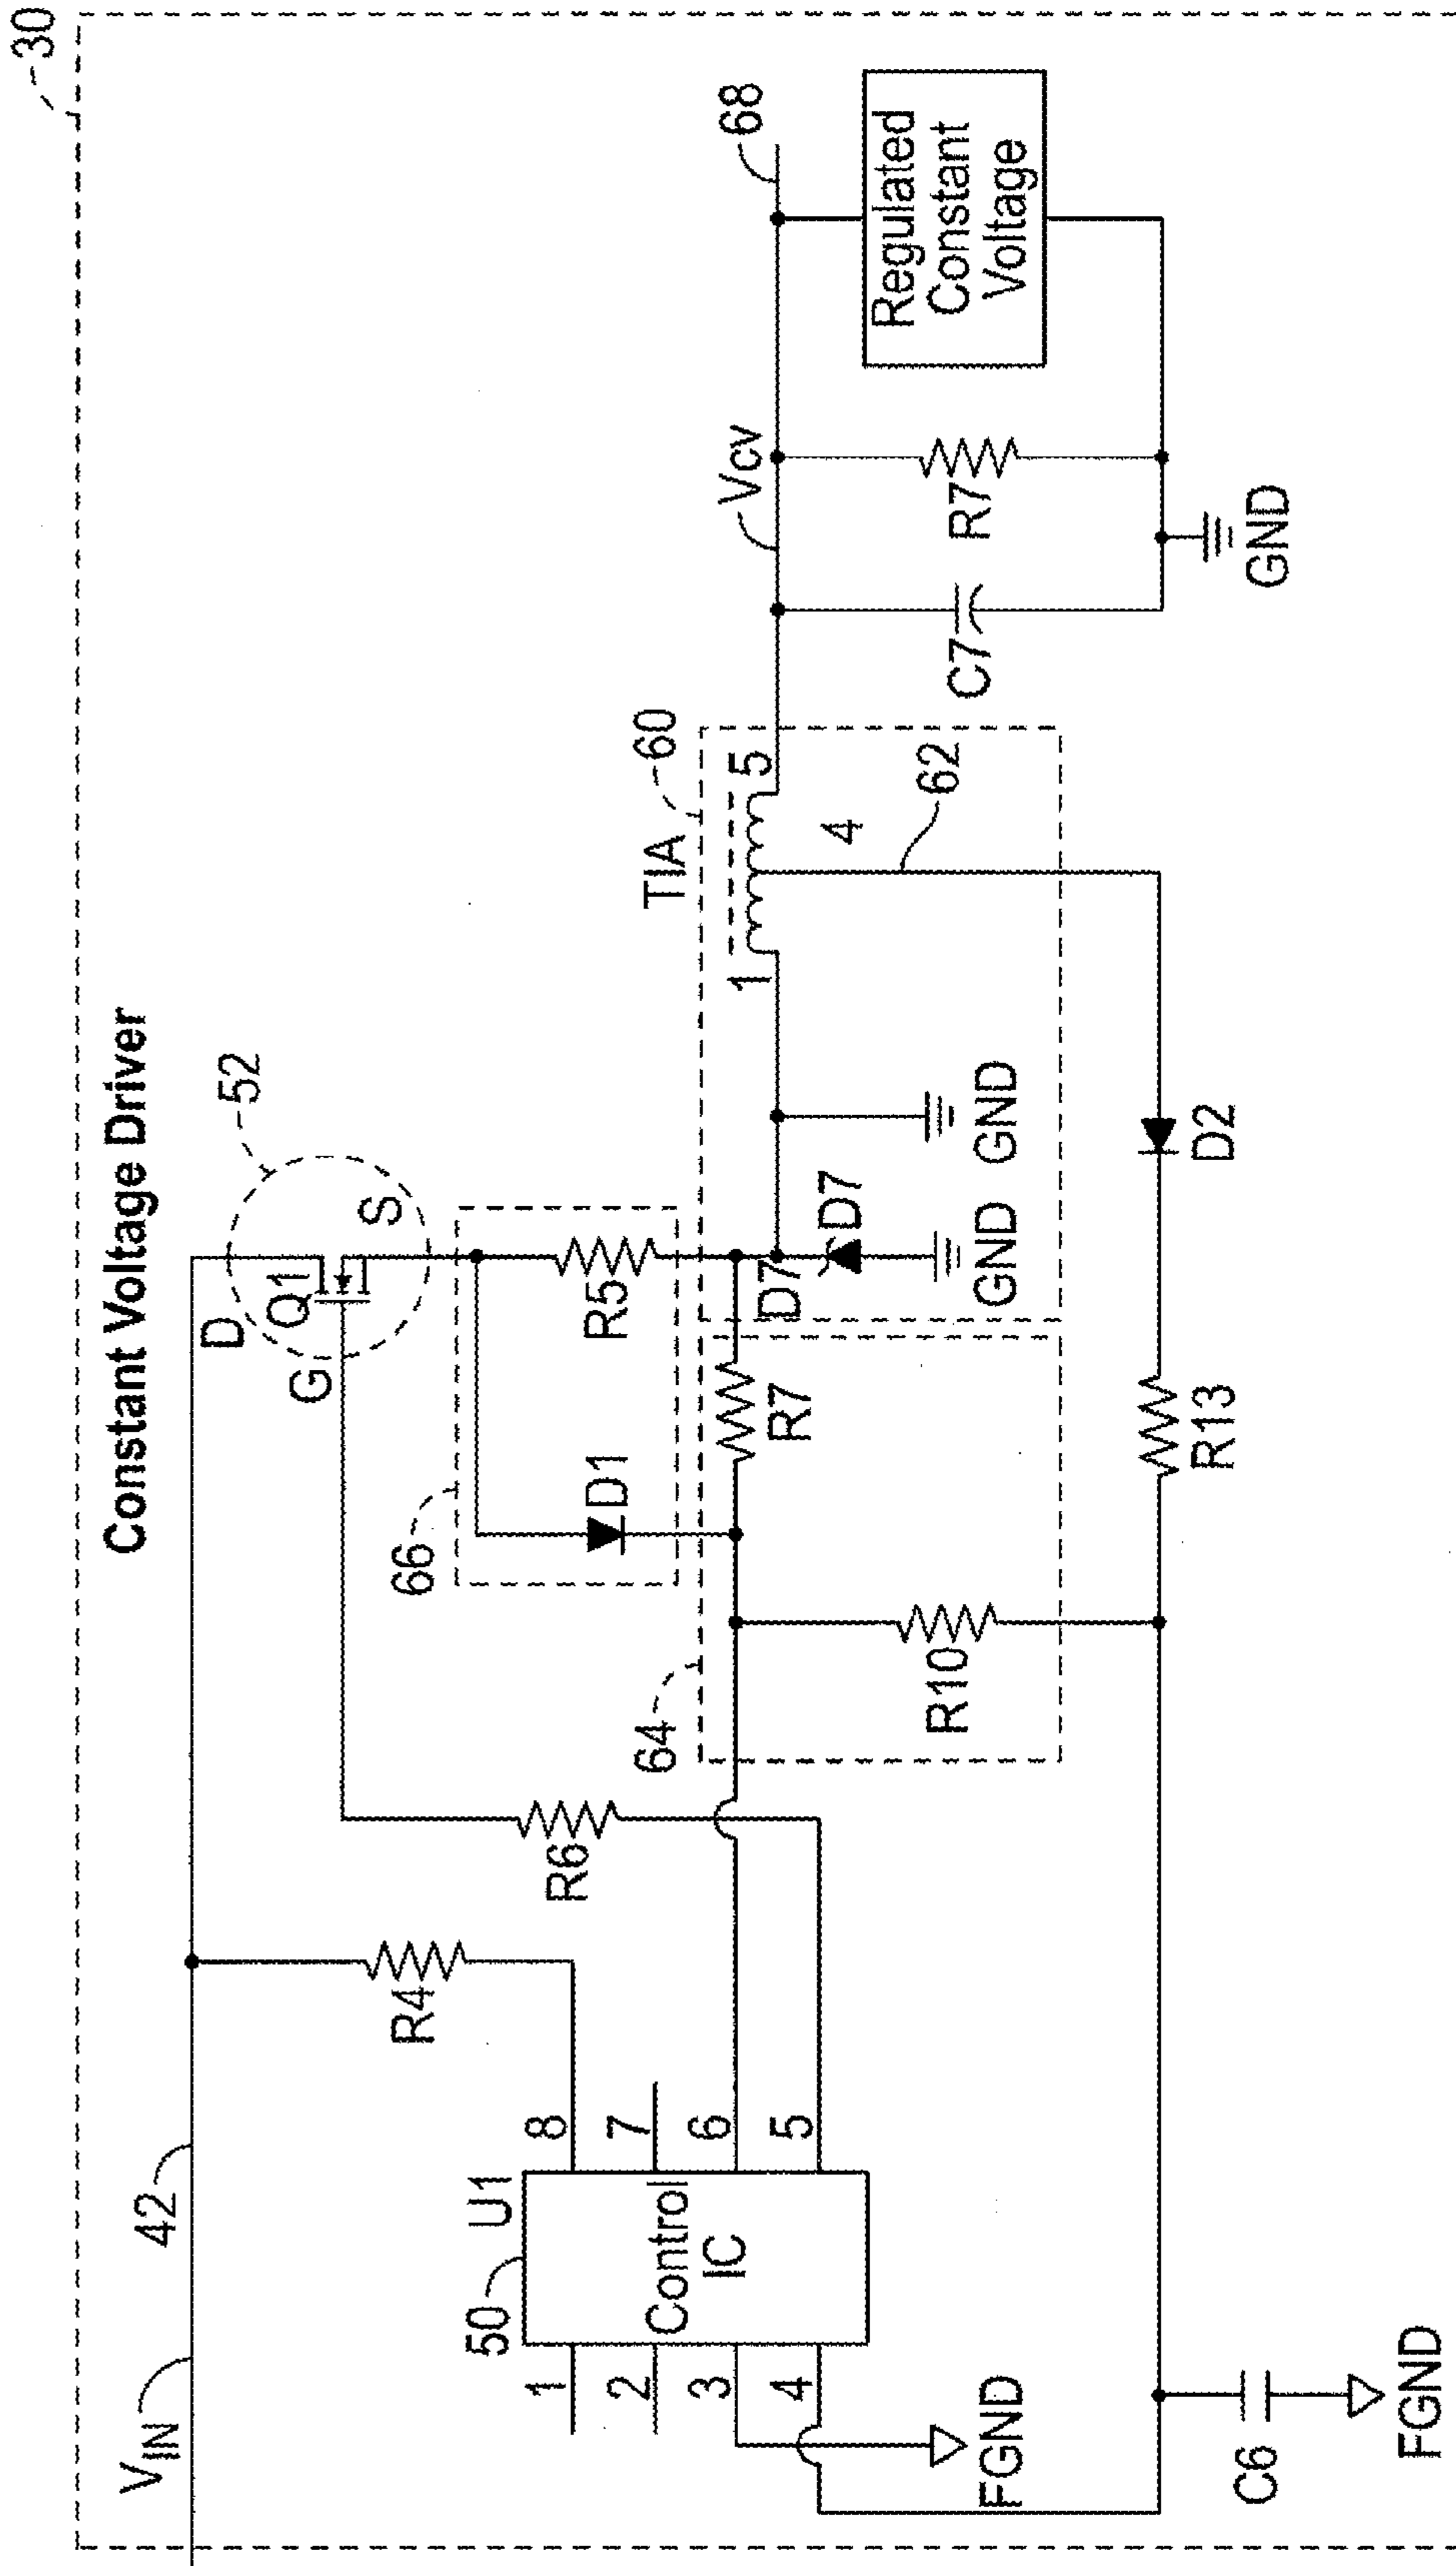 30
Constant Voltage Driver
V_IN
42
D
52
Q1
G
S
R4
R6
66
D1
R5
50
U1
Control
IC
1
2
3
4
8
7
6
5
64
R7
R10
D7
D7
GND
GND
TIA
60
1
5
4
62
Vcv
68
C7
R7
GND
Regulated
Constant
Voltage
FGND
C6
FGND
R13
D2